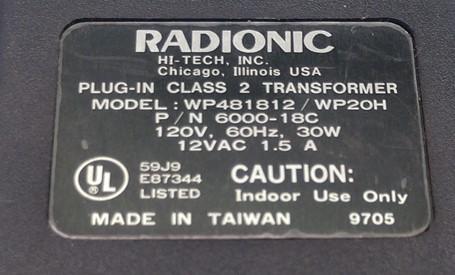 RADIONIC
HI-TECH, INC.
Chicago, Illinois USA
PLUG-IN CLASS 2 TRANSFORMER
MODEL: WP481812 / WP20H
P/N 6000-18C
120V, 60Hz, 30W
12VAC 1.5 A
UL
59J9
E87344
LISTED
CAUTION:
Indoor Use Only
MADE IN TAIWAN 9705